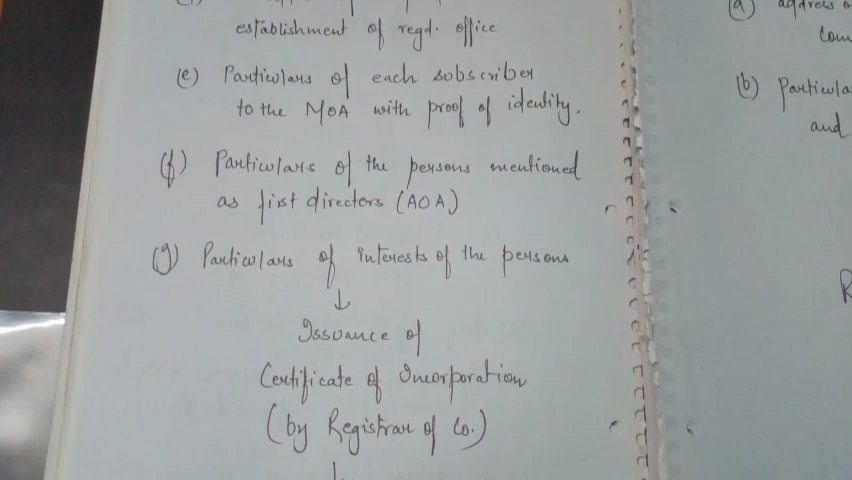 establishment of regd. office
(e) Particulars of each subscriber
to the MOA with proof of identity.
(f) Particulars of the persons mentioned
as first directors (AOA)
(g) Particulars of interests of the persons
↓
Issuance of
Certificate of Incorporation
(by Registrar of Co.)
(a) address
(b)
and